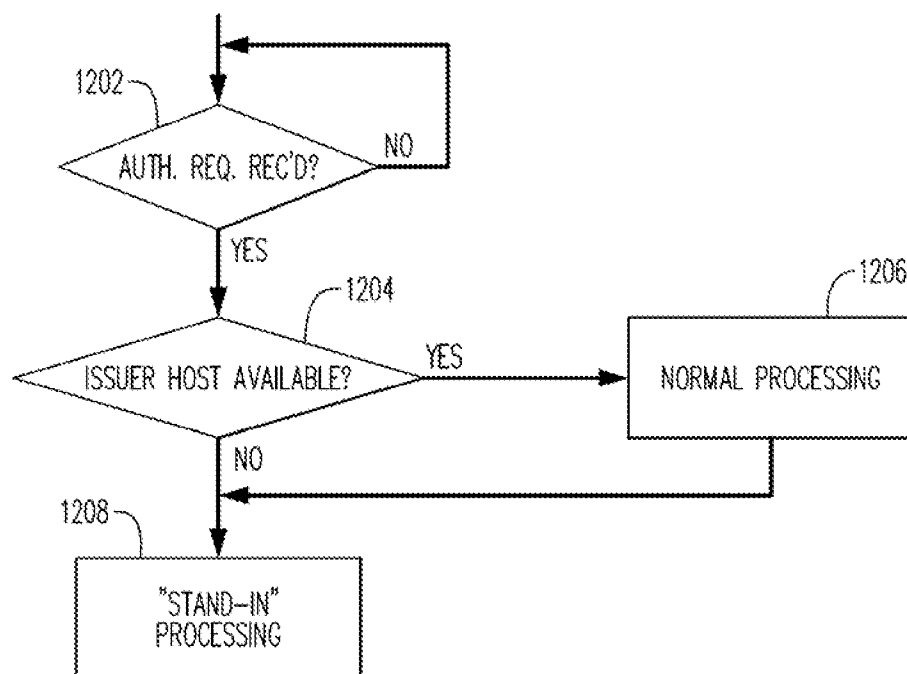 1202
AUTH. REQ. REC'D?
NO
YES
1204
1206
ISSUER HOST AVAILABLE?
YES
NORMAL PROCESSING
NO
1208
"STAND-IN"
PROCESSING